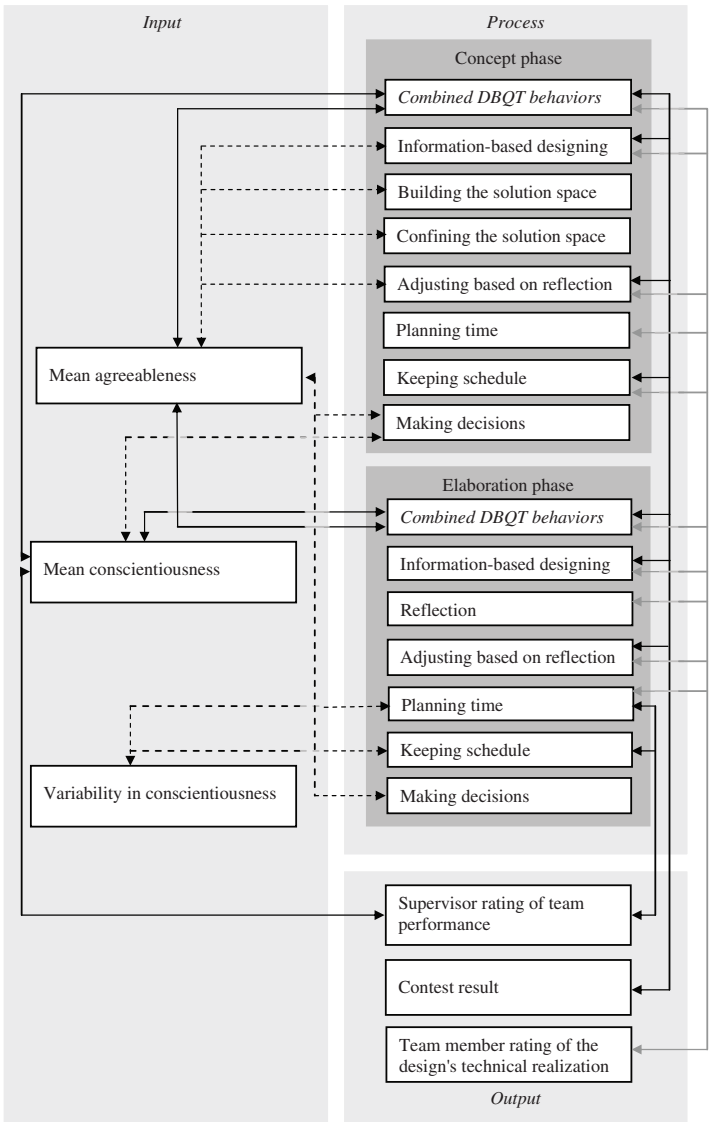 Input
Process
Concept phase
Combined DBQT behaviors
Information-based designing
Building the solution space
Confining the solution space
Adjusting based on reflection
Planning time
Mean agreeableness
Keeping schedule
Making decisions
Elaboration phase
Combined DBQT behaviors
Mean conscientiousness
Information-based designing
Reflection
Adjusting based on reflection
Planning time
Keeping schedule
Variability in conscientiousness
Making decisions
Supervisor rating of team
performance
Contest result
Team member rating of the
design's technical realization
Output